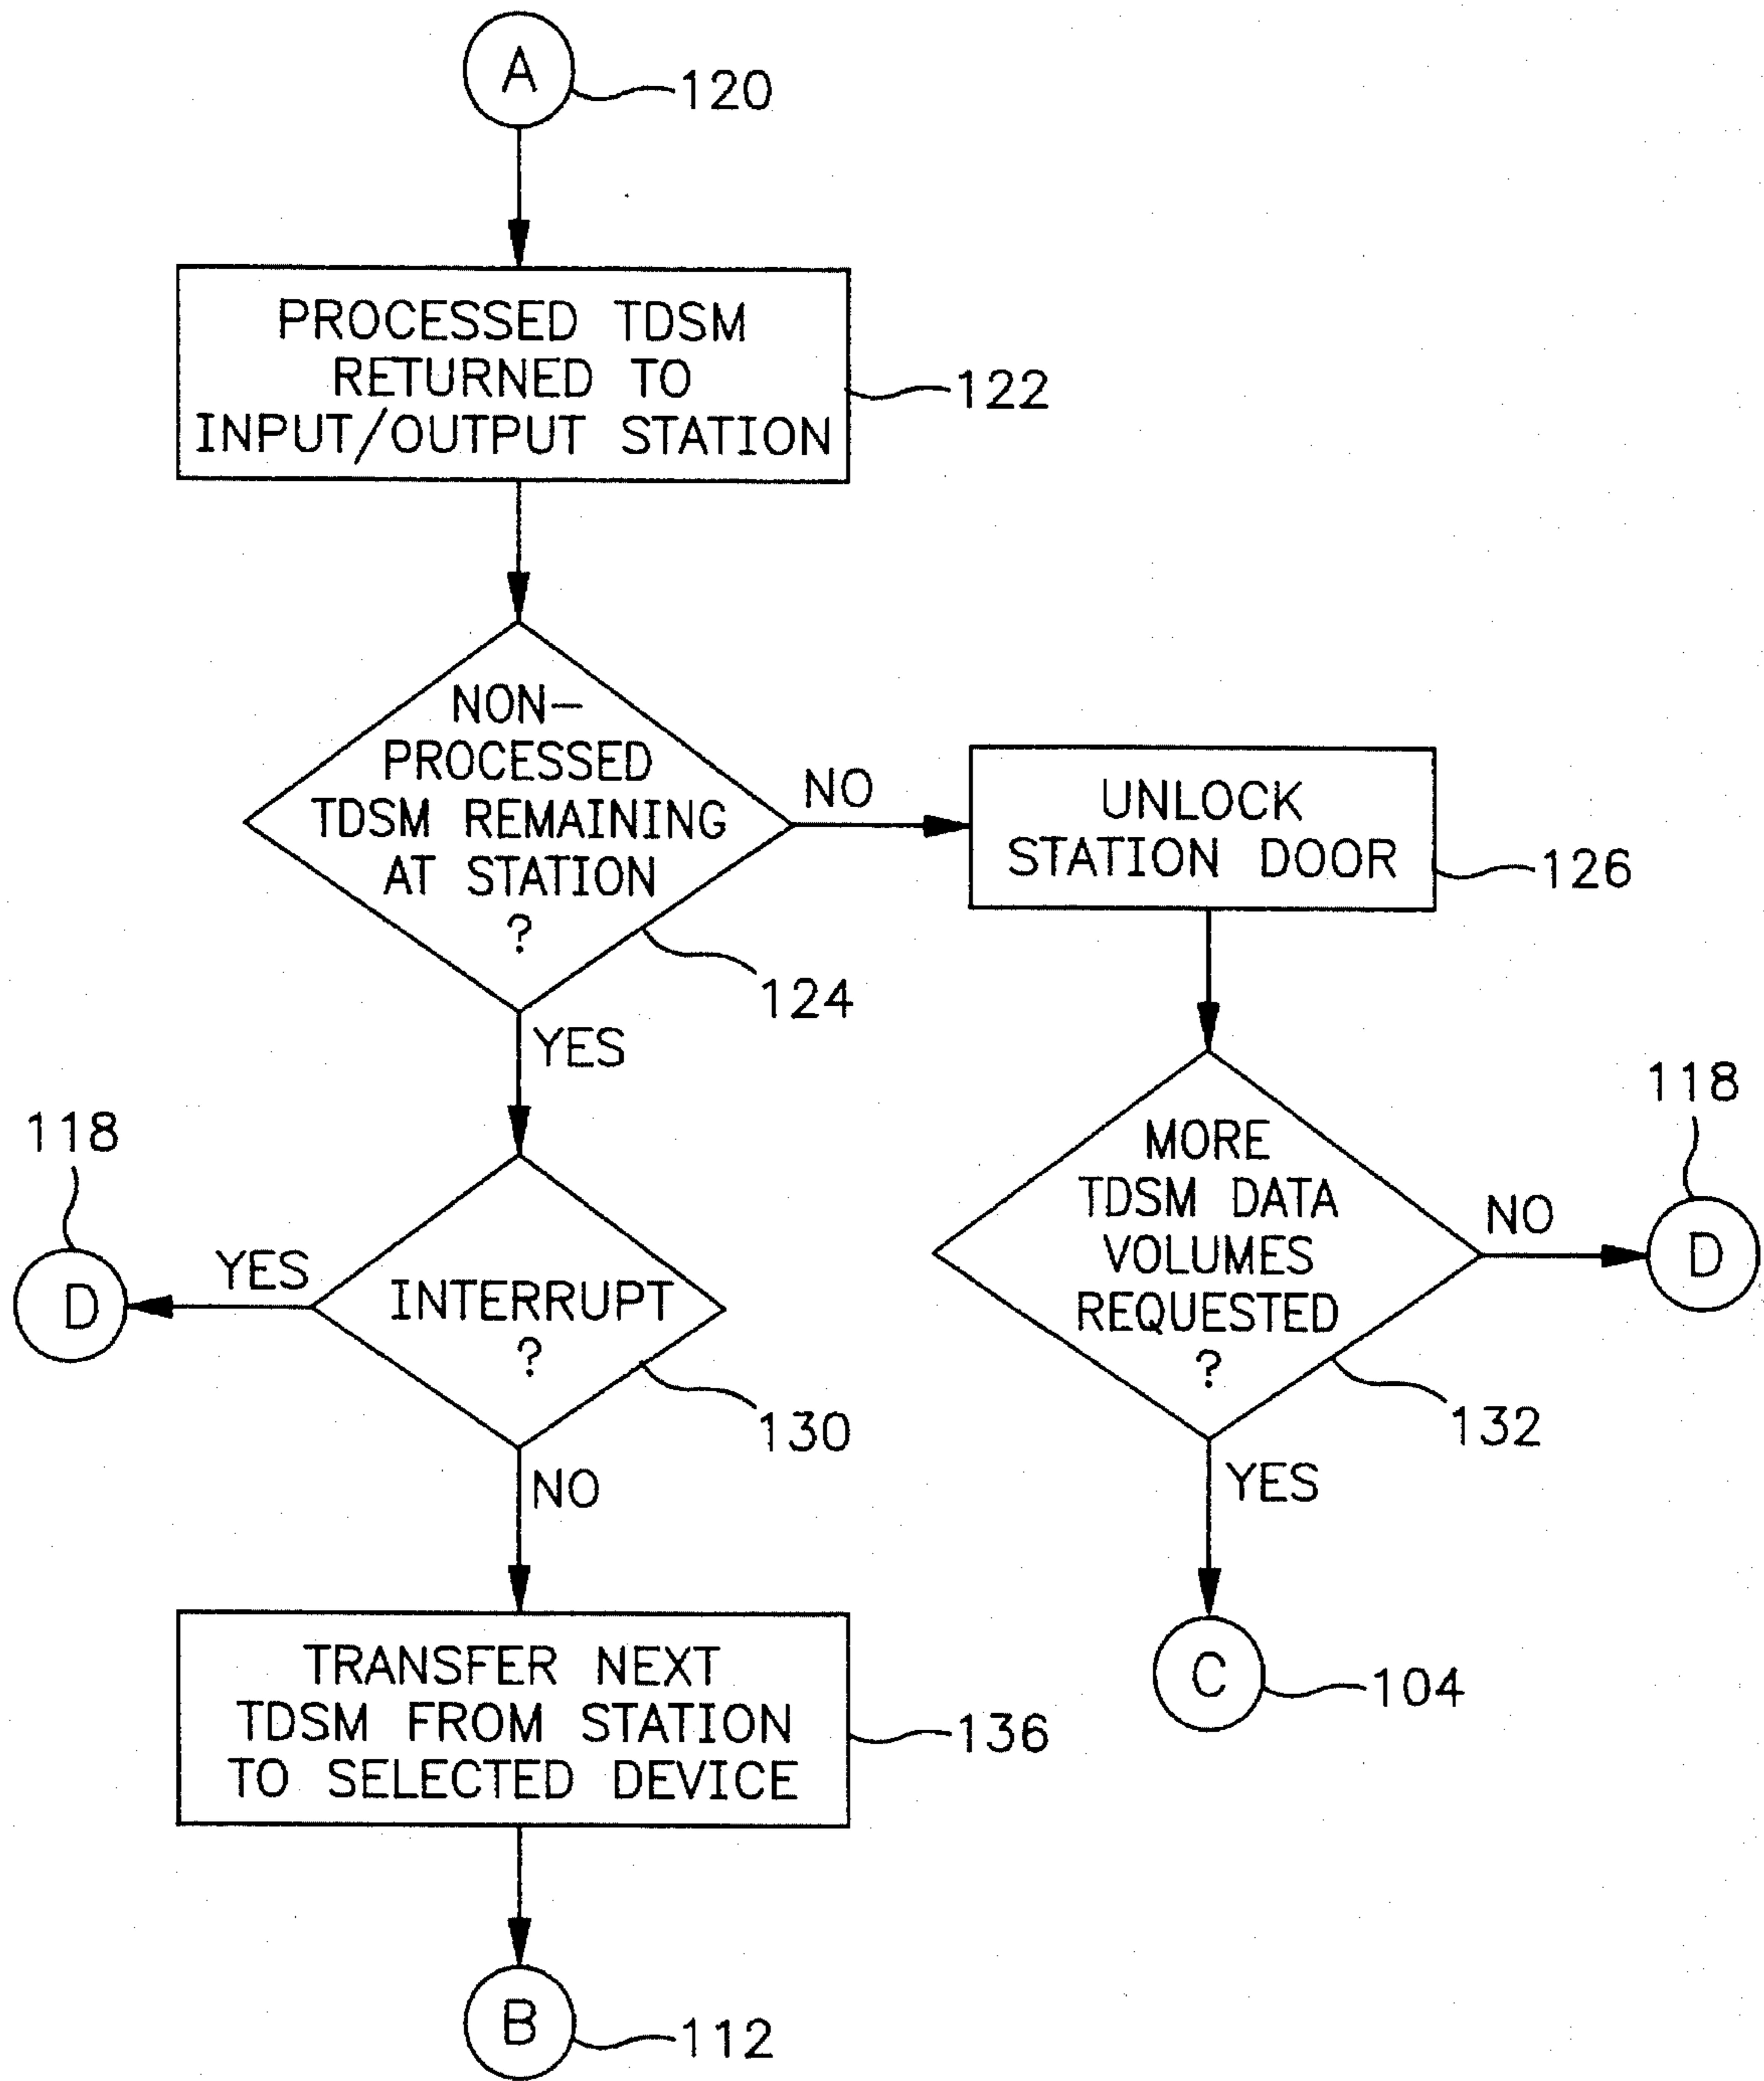 A
120
PROCESSED TDSM
RETURNED TO
INPUT/OUTPUT STATION
122
NON-
PROCESSED
TDSM REMAINING
AT STATION
?
124
NO
UNLOCK
STATION DOOR
126
YES
118
D
YES
INTERRUPT
?
130
MORE
TDSM DATA
VOLUMES
REQUESTED
?
132
NO
118
D
NO
YES
TRANSFER NEXT
TDSM FROM STATION
TO SELECTED DEVICE
136
C
104
B
112